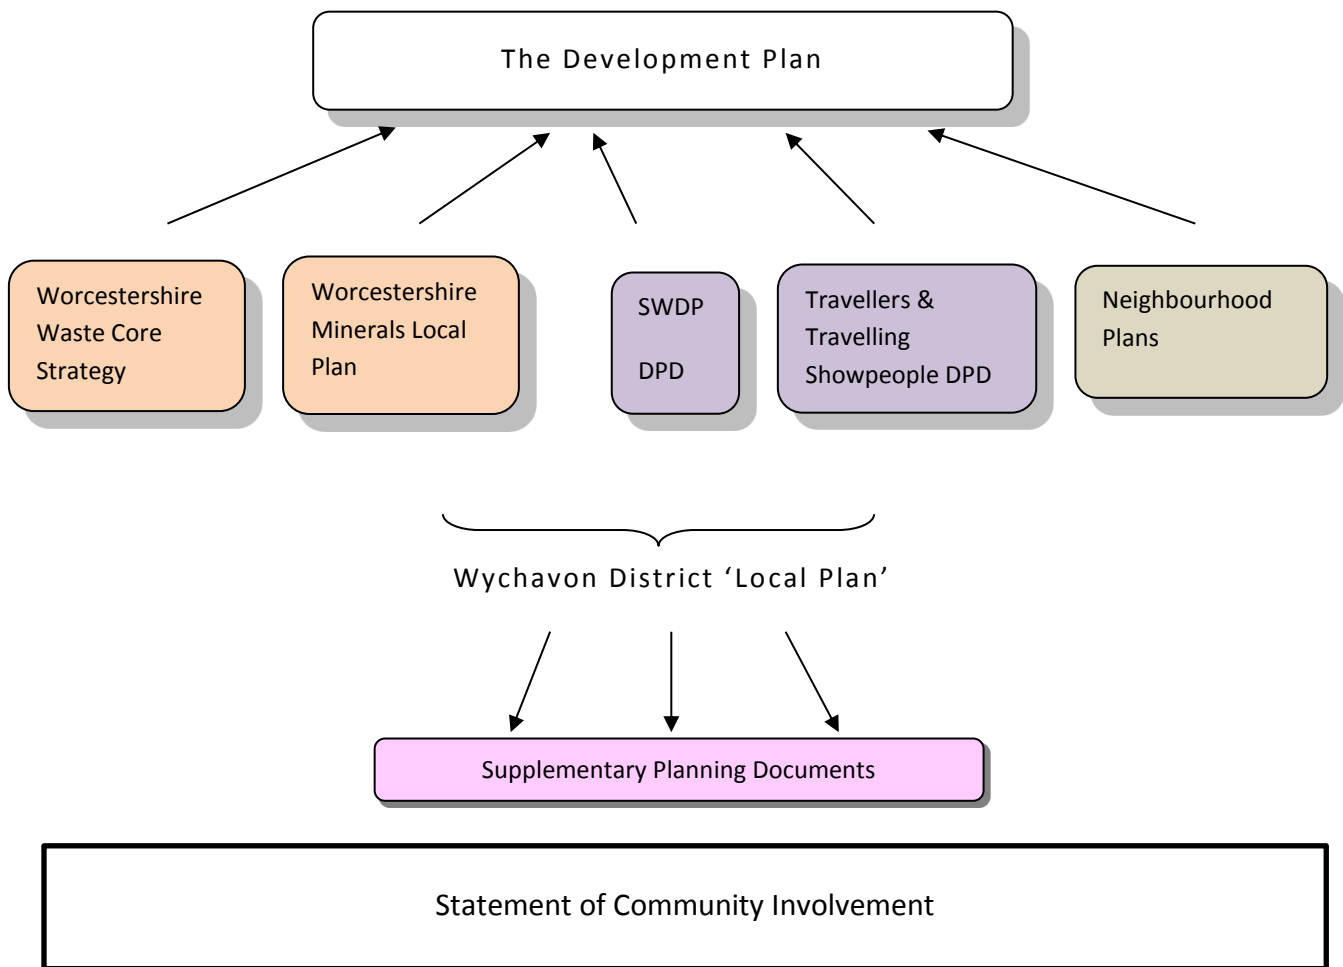 The Development Plan
Worcestershire
Waste Core
Strategy
Worcestershire
Minerals Local
Plan
SWDP
DPD
Travellers &
Travelling
Showpeople DPD
Neighbourhood
Plans
Wychavon District ‘Local Plan’
Supplementary Planning Documents
Statement of Community Involvement